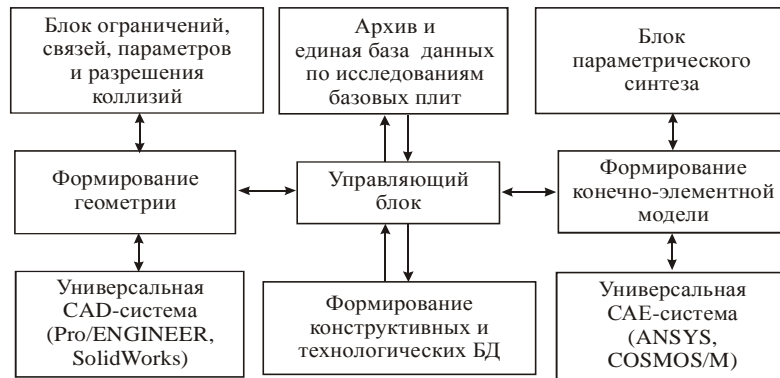 Блок ограничений,
связей, параметров
и разрешения
коллизий
Архив и
единая база данных
по исследованиям
базовых плит
Блок
параметрического
синтеза
Формирование
геометрии
Управляющий
блок
Формирование
конечно-элементной
модели
Универсальная
CAD-система
(Pro/ENGINEER,
SolidWorks)
Формирование
конструктивных и
технологических БД
Универсальная
CAE-система
(ANSYS,
COSMOS/M)